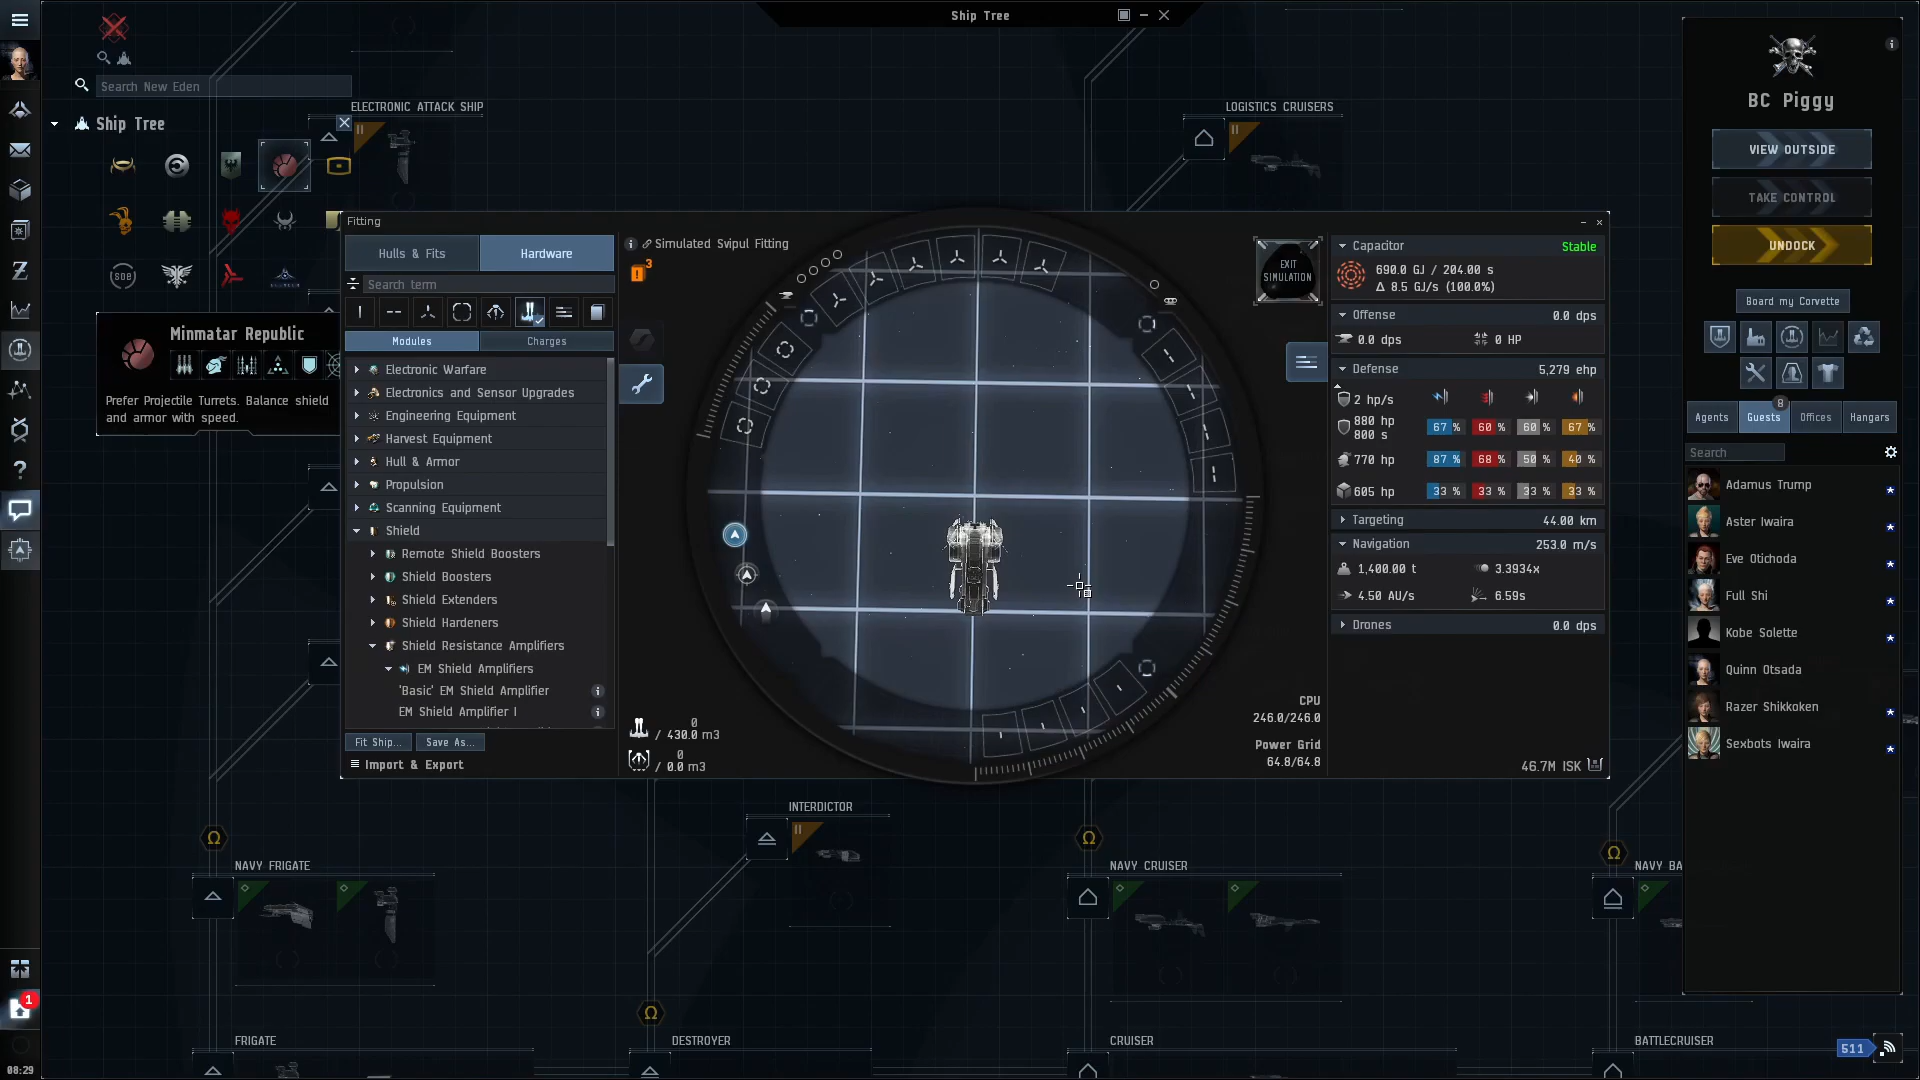 Ship Tree
Search New Eden
Ship Tree
ELECTRONIC ATTACK SHIP
LOGISTICS CRUISERS
SOB
Minmatar Republic
Prefer Projectile Turrets. Balance shield
and armor with speed.
Fitting
Hulls & Fits
Hardware
Search term
Modules
Charges
Electronic Warfare
Electronics and Sensor Upgrades
Engineering Equipment
Harvest Equipment
Hull & Armor
Propulsion
Scanning Equipment
Shield
Remote Shield Boosters
Shield Boosters
Shield Extenders
Shield Hardeners
Shield Resistance Amplifiers
EM Shield Amplifiers
'Basic' EM Shield Amplifier
EM Shield Amplifier I
Fit Ship...
Save As...
Import & Export
Simulated Svipul Fitting
3
EXIT
SIMULATION
0
/ 430.0 m3
0
/ 0.0 m3
CPU
246.0/246.0
Power Grid
64.8/64.8
Capacitor
Stable
690.0 GJ / 204.00 s
Δ 8.5 GJ/s (100.0%)
Offense
0.0 dps
0.0 dps
0 HP
Defense
5,279 ehp
2 hp/s
880 hp
800 s
67 %
60 %
60 %
67 %
770 hp
87 %
68 %
50 %
40 %
605 hp
33 %
33 %
33 %
33 %
Targeting
44.00 km
Navigation
253.0 m/s
1,400.00 t
3.3934x
4.50 AU/s
6.59s
Drones
0.0 dps
46.7M ISK
BC Piggy
VIEW OUTSIDE
TAKE CONTROL
UNDOCK
Board my Corvette
8
Agents
Guests
Offices
Hangars
Search
Adamus Trump
Aster Iwaira
Eve Otichoda
Full Shi
Kobe Solette
Quinn Otsada
Razer Shikkoken
Sexbots Iwaira
INTERDICTOR
NAVY FRIGATE
NAVY CRUISER
NAVY BA
FRIGATE
DESTROYER
CRUISER
BATTLECRUISER
1
08:29
511